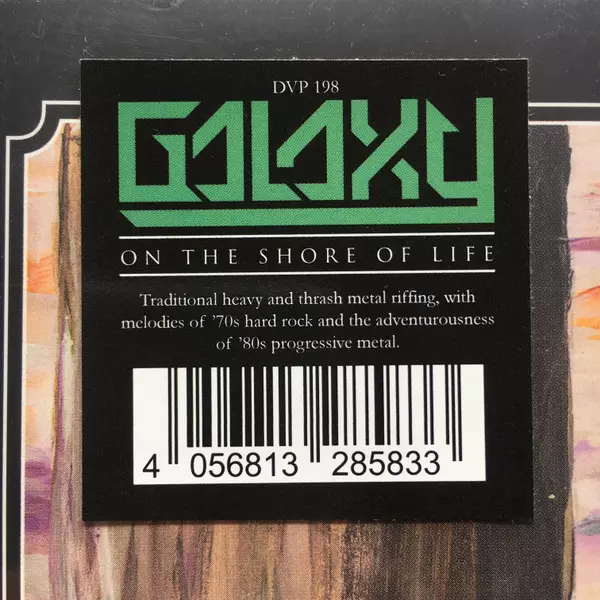 DVP 198
GALAXY
ON THE SHORE OF LIFE
Traditional heavy and thrash metal riffing, with
melodies of '70s hard rock and the adventurousness
of '80s progressive metal.
4 056813 285833